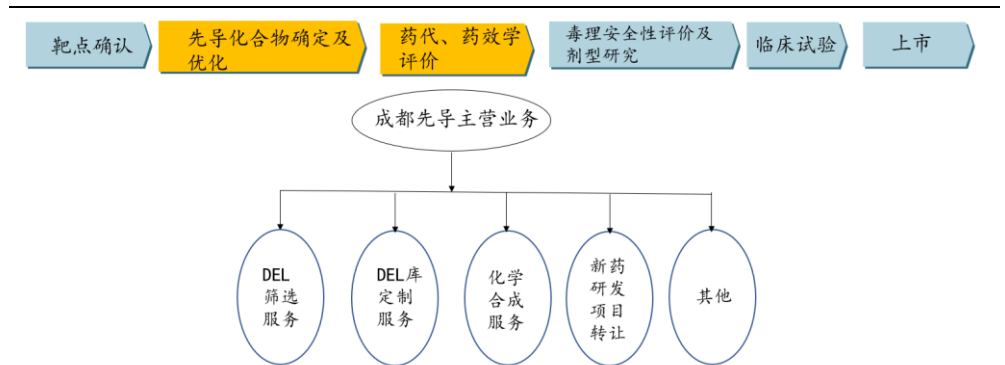 靶点确认
先导化合物确定及
优化
药代、药效学
评价
毒理安全性评价及
剂型研究
临床试验
上市
成都先导主营业务
DEL
筛选
服务
DEL库
定制
服务
化学
合成
服务
新药
研发
项目
转让
其他